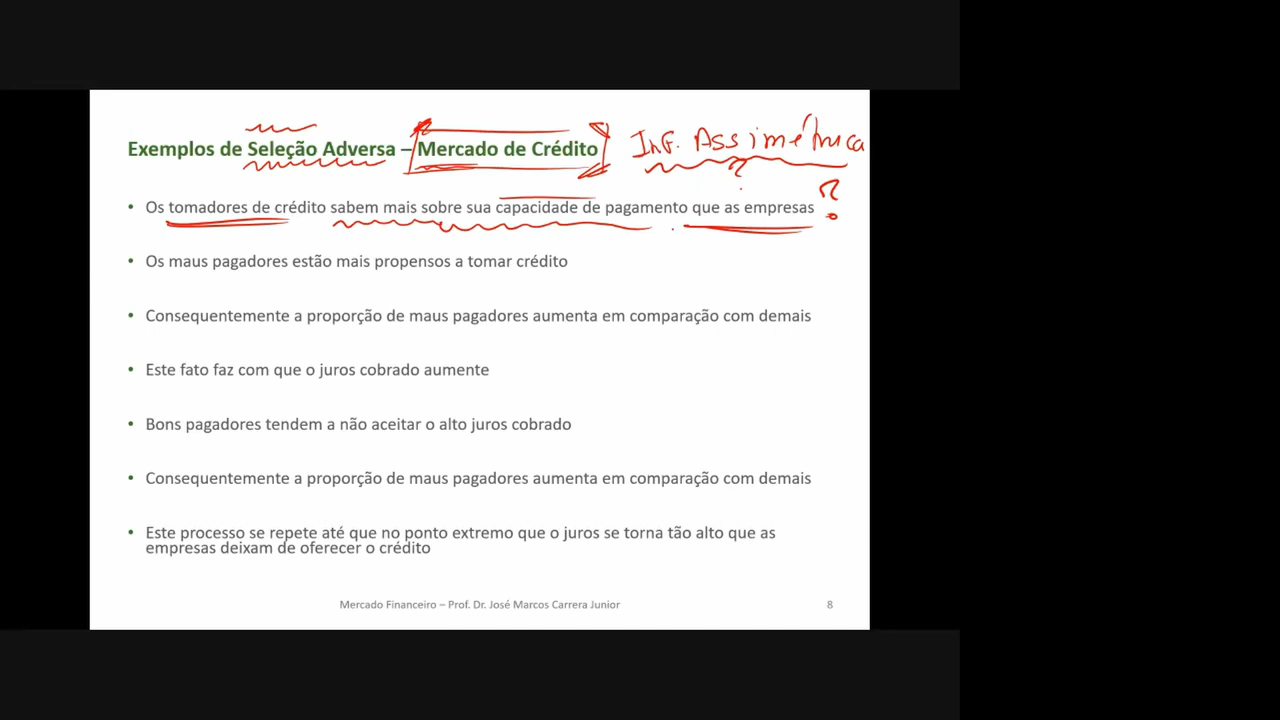 Exemplos de Seleção Adversa – Mercado de Crédito Inf. Assimétrica
?
• Os tomadores de crédito sabem mais sobre sua capacidade de pagamento que as empresas ?
• Os maus pagadores estão mais propensos a tomar crédito
• Consequentemente a proporção de maus pagadores aumenta em comparação com demais
• Este fato faz com que o juros cobrado aumente
• Bons pagadores tendem a não aceitar o alto juros cobrado
• Consequentemente a proporção de maus pagadores aumenta em comparação com demais
• Este processo se repete até que no ponto extremo que o juros se torna tão alto que as
empresas deixam de oferecer o crédito
Mercado Financeiro – Prof. Dr. José Marcos Carrera Junior 8